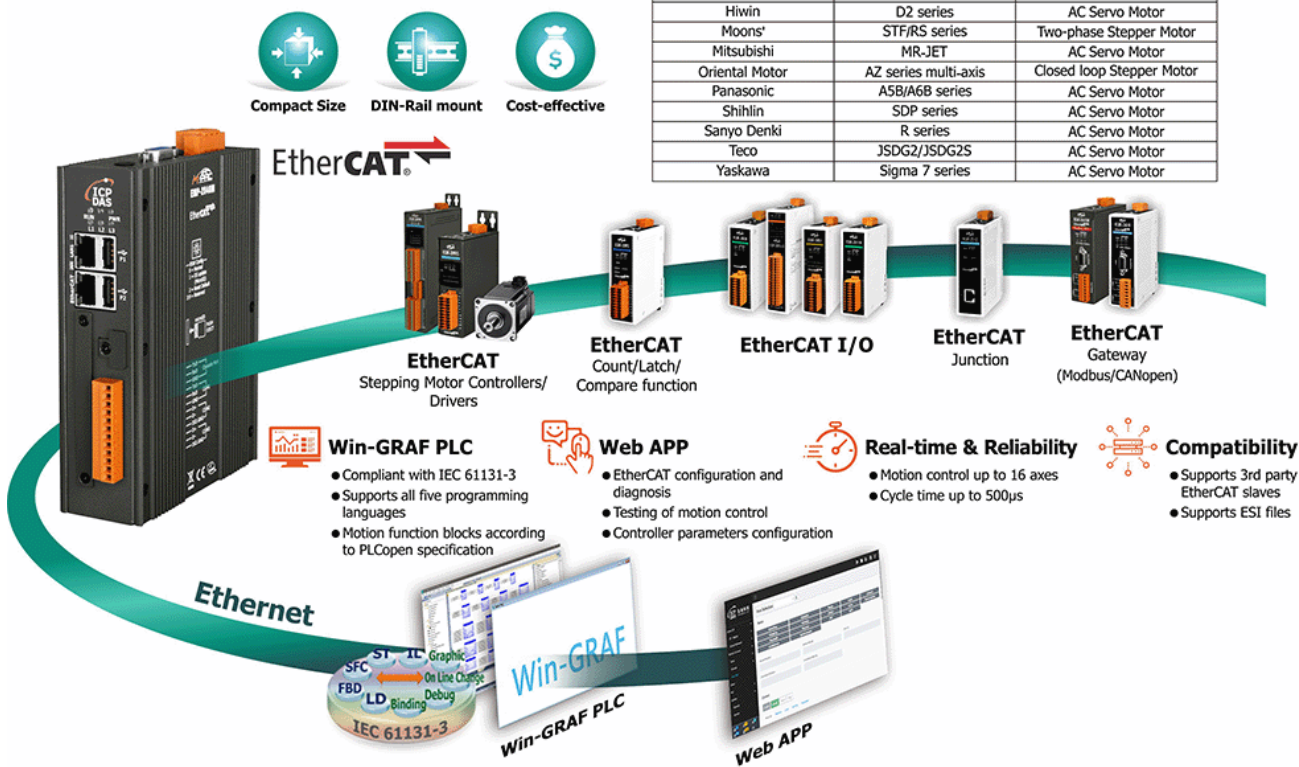 Hiwin D2 series AC Servo Motor
Moons' STF/RS series Two-phase Stepper Motor
Mitsubishi MR-JET AC Servo Motor
Oriental Motor AZ series multi-axis Closed loop Stepper Motor
Panasonic A5B/A6B series AC Servo Motor
Shihlin SDP series AC Servo Motor
Sanyo Denki R series AC Servo Motor
Teco JSDG2/JSDG2S AC Servo Motor
Yaskawa Sigma 7 series AC Servo Motor
Compact Size
DIN-Rail mount
Cost-effective
EtherCAT®
ICP
DAS
RUN PWR
L1 L2 L3
EtherCAT
P1
P2
EtherCAT
Stepping Motor Controllers/
Drivers
EtherCAT
Count/Latch/
Compare function
EtherCAT I/O
EtherCAT
Junction
EtherCAT
Gateway
(Modbus/CANopen)
Win-GRAF PLC
● Compliant with IEC 61131-3
● Supports all five programming
languages
● Motion function blocks according
to PLCopen specification
Web APP
● EtherCAT configuration and
diagnosis
● Testing of motion control
● Controller parameters configuration
Real-time & Reliability
● Motion control up to 16 axes
● Cycle time up to 500µs
Compatibility
● Supports 3rd party
EtherCAT slaves
● Supports ESI files
Ethernet
ST
IL
Graphic
SFC
On Line Change
FBD
LD
Binding
Debug
IEC 61131-3
Win-GRAF
Win-GRAF PLC
Web APP